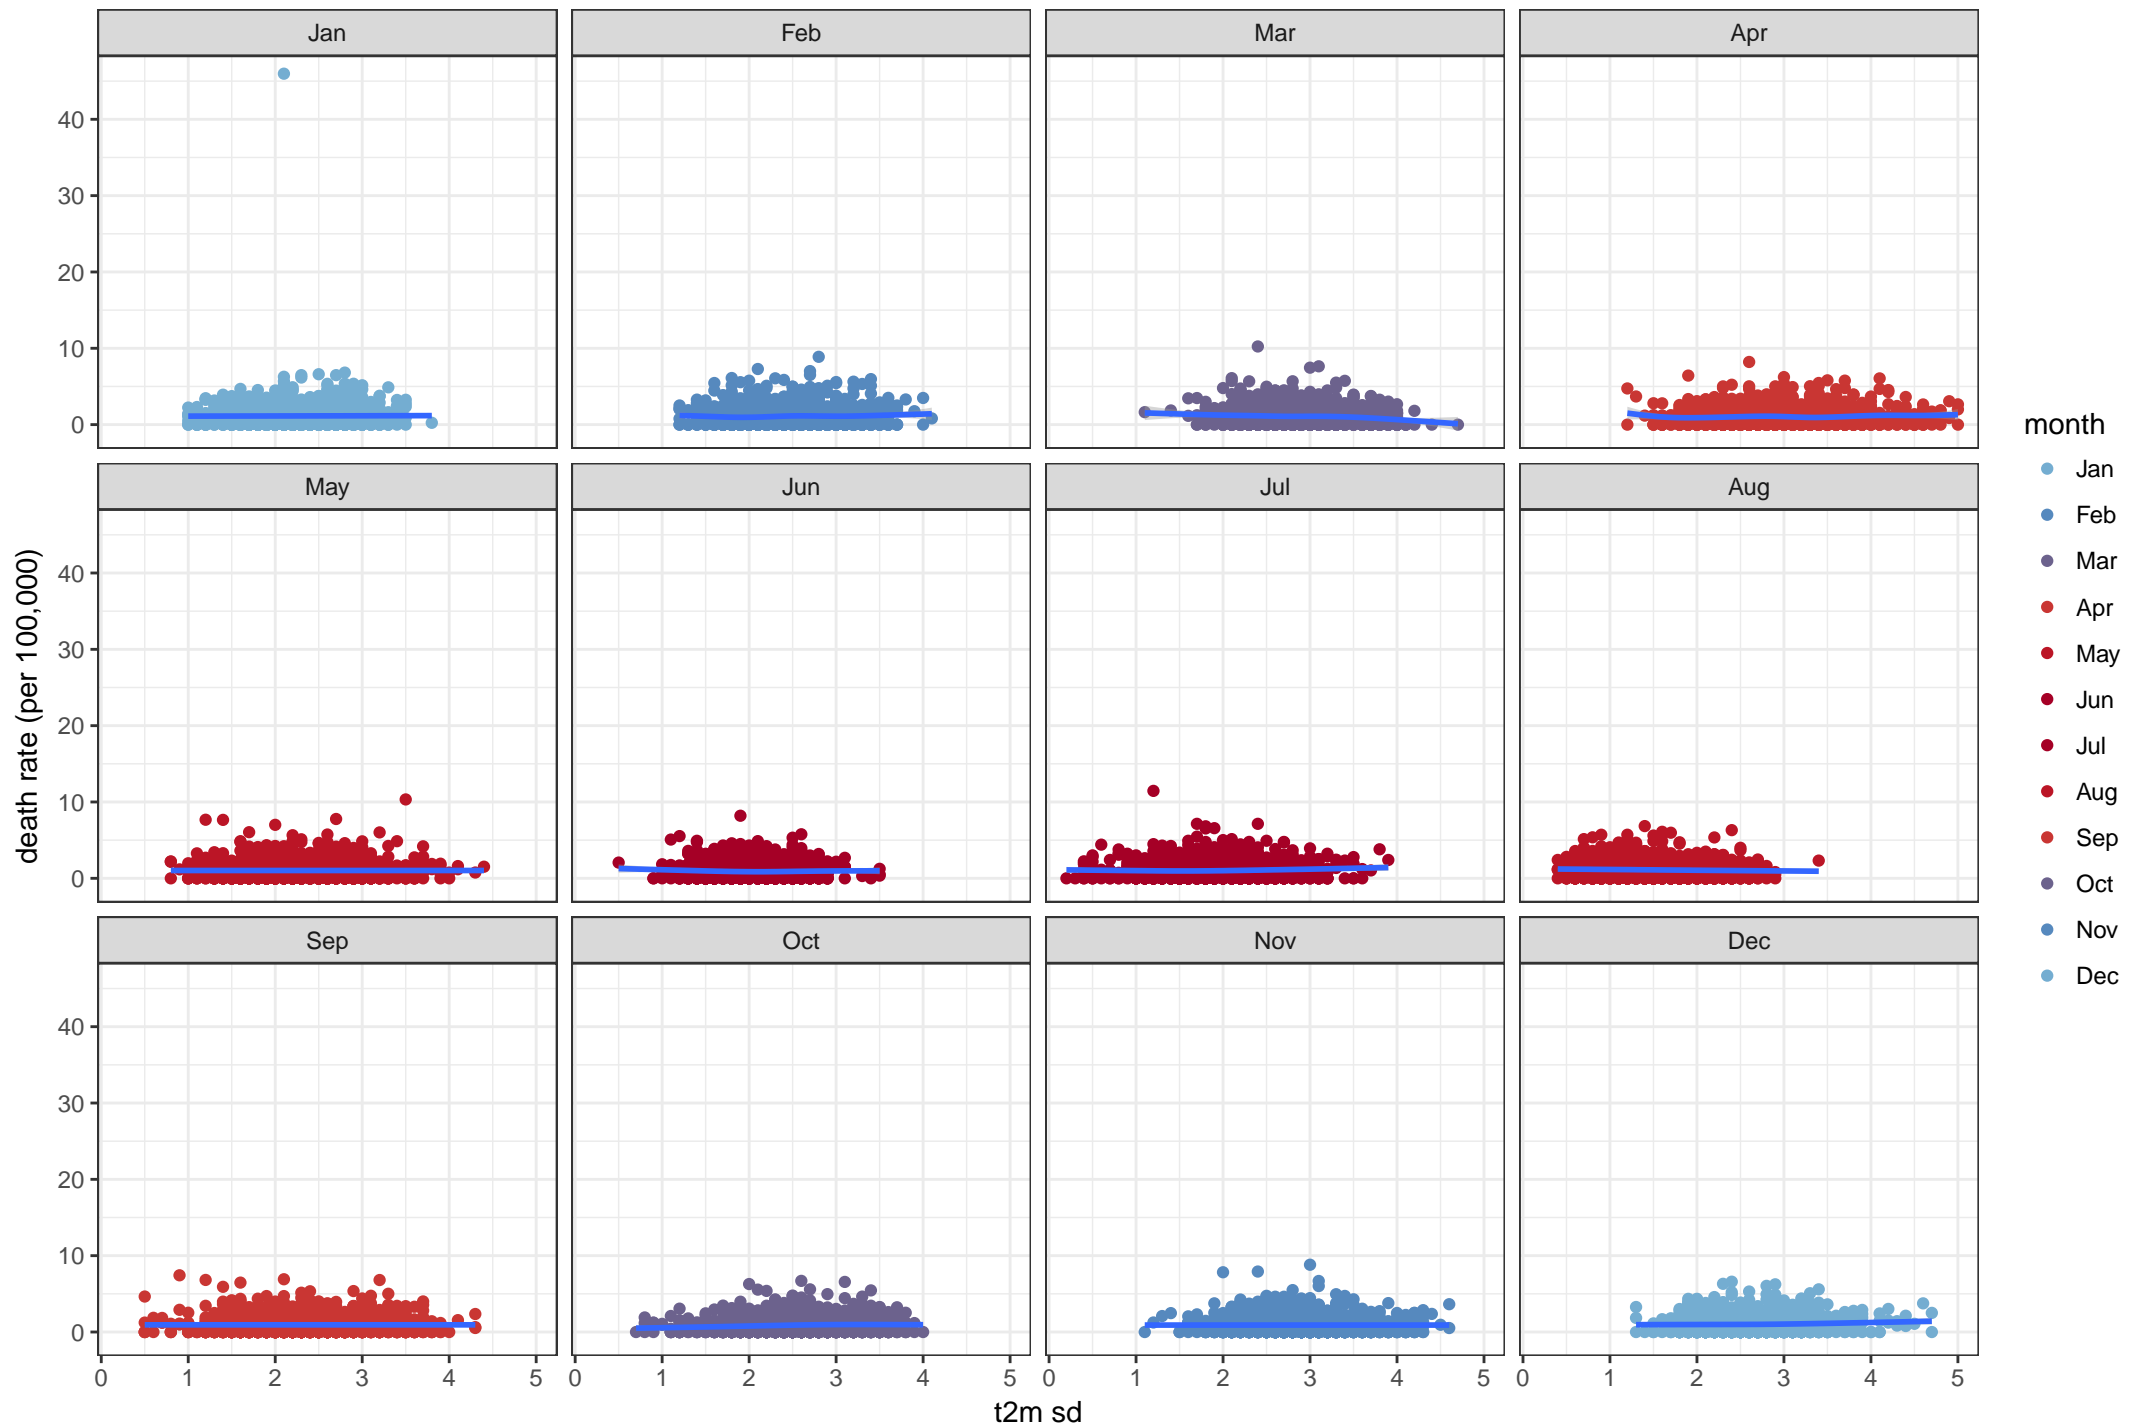 Jan Feb Mar Apr
40
30
20
10
0
May Jun Jul Aug
40
30
20
10
0
Sep Oct Nov Dec
40
30
20
10
0
0 1 2 3 4 5 0 1 2 3 4 5 0 1 2 3 4 5 0 1 2 3 4 5
t2m sd
death rate (per 100,000)
month
Jan
Feb
Mar
Apr
May
Jun
Jul
Aug
Sep
Oct
Nov
Dec